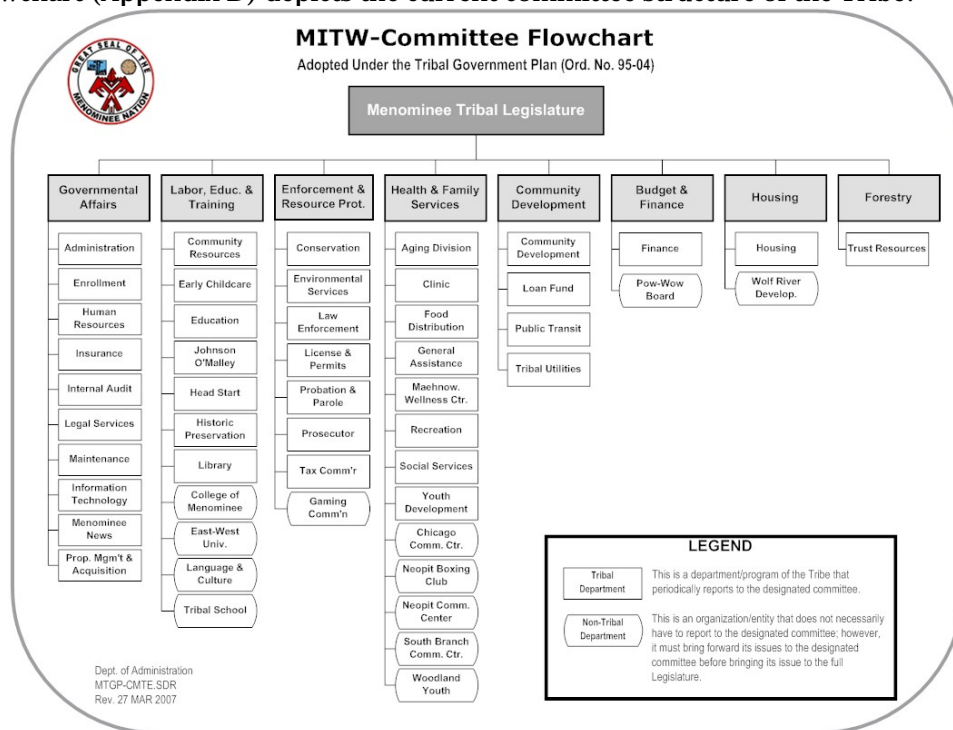 wchart (Appendix B) depicts the current committee structure of the Tribe.
MITW-Committee Flowchart
Adopted Under the Tribal Government Plan (Ord. No. 95-04)
GREAT SEAL OF THE
MENOMINEE NATION
Menominee Tribal Legislature
Governmental
Affairs
Administration
Enrollment
Human
Resources
Insurance
Internal Audit
Legal Services
Maintenance
Information
Technology
Menominee
News
Prop. Mgm't &
Acquisition
Labor, Educ. &
Training
Community
Resources
Early Childcare
Education
Johnson
O'Malley
Head Start
Historic
Preservation
Library
College of
Menominee
East-West
Univ.
Language &
Culture
Tribal School
Enforcement &
Resource Prot.
Conservation
Environmental
Services
Law
Enforcement
License &
Permits
Probation &
Parole
Prosecutor
Tax Comm'r
Gaming
Comm'n
Health & Family
Services
Aging Division
Clinic
Food
Distribution
General
Assistance
Maehnow.
Wellness Ctr.
Recreation
Social Services
Youth
Development
Chicago
Comm. Ctr.
Neopit Boxing
Club
Neopit Comm.
Center
South Branch
Comm. Ctr.
Woodland
Youth
Community
Development
Community
Development
Loan Fund
Public Transit
Tribal Utilities
Budget &
Finance
Finance
Pow-Wow
Board
Housing
Housing
Wolf River
Develop.
Forestry
Trust Resources
LEGEND
Tribal
Department
This is a department/program of the Tribe that
periodically reports to the designated committee.
Non-Tribal
Department
This is an organization/entity that does not necessarily
have to report to the designated committee; however,
it must bring forward its issues to the designated
committee before bringing its issue to the full
Legislature.
Dept. of Administration
MTGP-CMTE.SDR
Rev. 27 MAR 2007